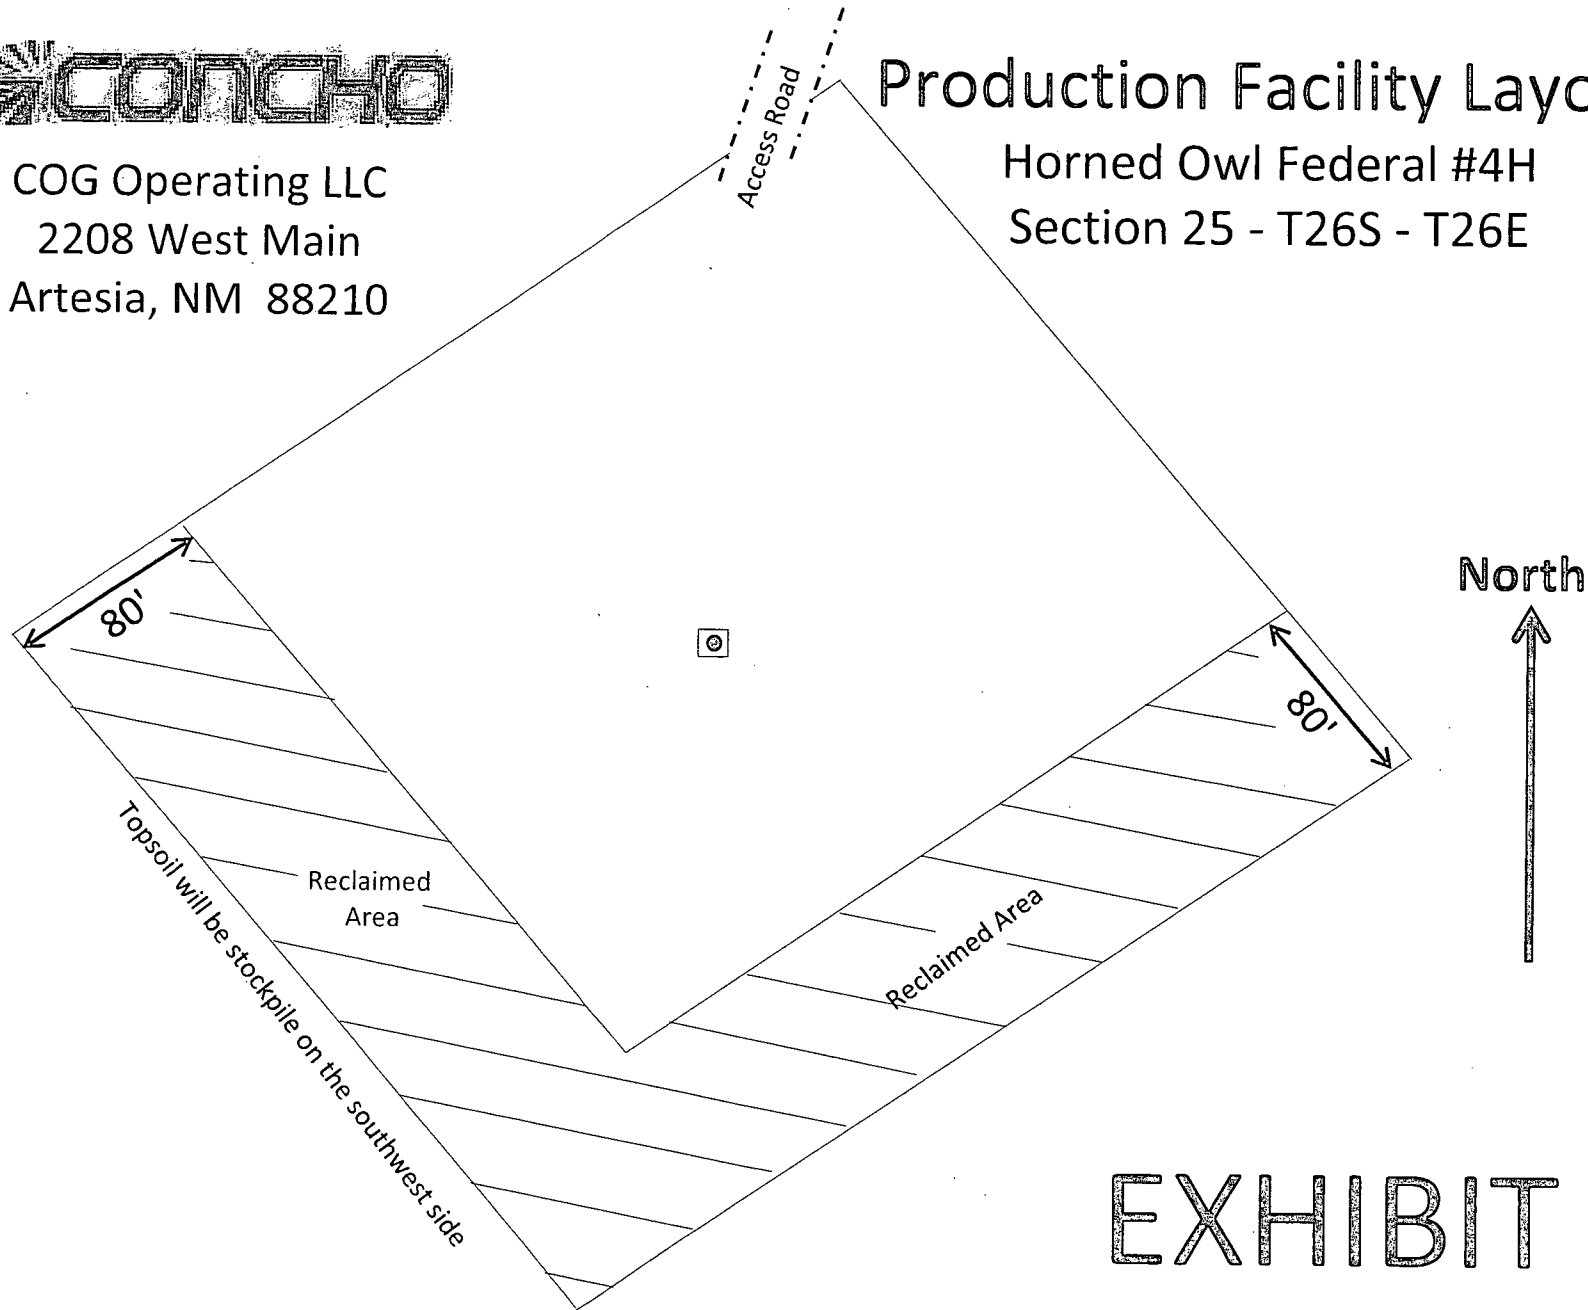 CONCHO
COG Operating LLC
2208 West Main
Artesia, NM 88210
Production Facility Layo
Horned Owl Federal #4H
Section 25 - T26S - T26E
Access Road
80'
80'
North
Reclaimed
Area
Reclaimed Area
Topsoil will be stockpile on the southwest side
EXHIBIT